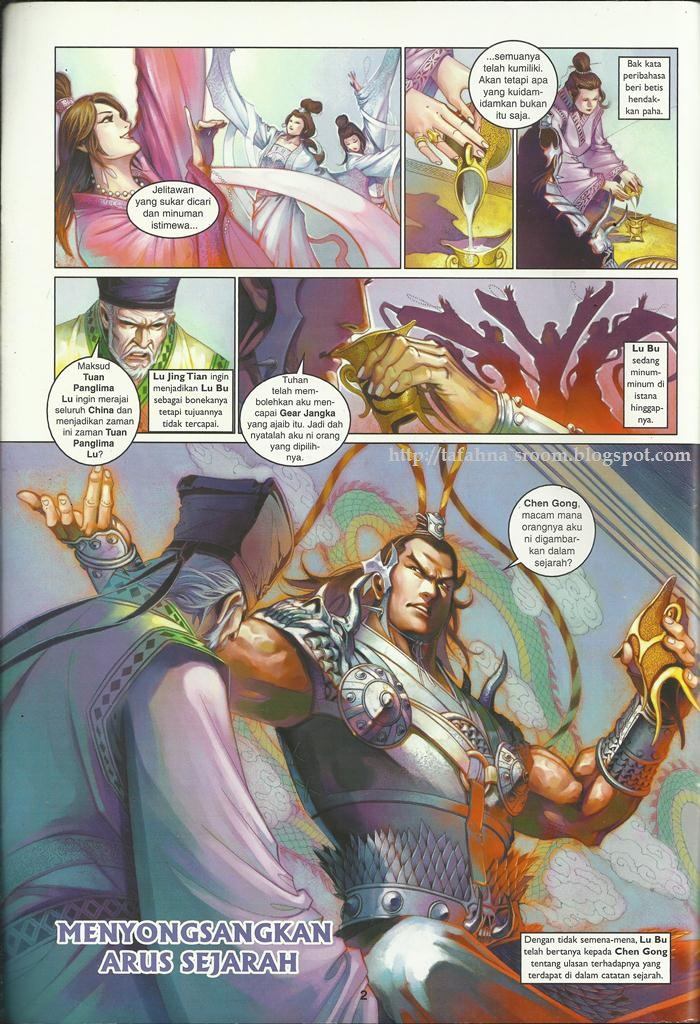 Jelitawan
yang sukar dicari
dan minuman
istimewa...
...semuanya
telah kumiliki.
Akan tetapi apa
yang kuidam-
idamkan bukan
itu saja.
Bak kata
peribahasa
beri betis
hendak-
kan paha.
Maksud
Tuan
Panglima
Lu ingin merajai
seluruh China dan
menjadikan zaman
ini zaman Tuan
Panglima
Lu?
Lu Jing Tian ingin
menjadikan Lu Bu
sebagai bonekanya
tetapi tujuannya
tidak tercapai.
Tuhan
telah mem-
bolehkan aku men-
capai Gear Jangka
yang ajaib itu. Jadi dah
nyatalah aku ni orang
yang dipilih-
nya.
Lu Bu
sedang
minum-
minum di
istana
hinggap-
nya.
http://tafahna'sroom.blogspot.com
Chen Gong,
macam mana
orangnya aku
ni digambar-
kan dalam
sejarah?
MENYONGSANGKAN
ARUS SEJARAH
Dengan tidak semena-mena, Lu Bu
telah bertanya kepada Chen Gong
tentang ulasan terhadapnya yang
terdapat di dalam catatan sejarah.
2